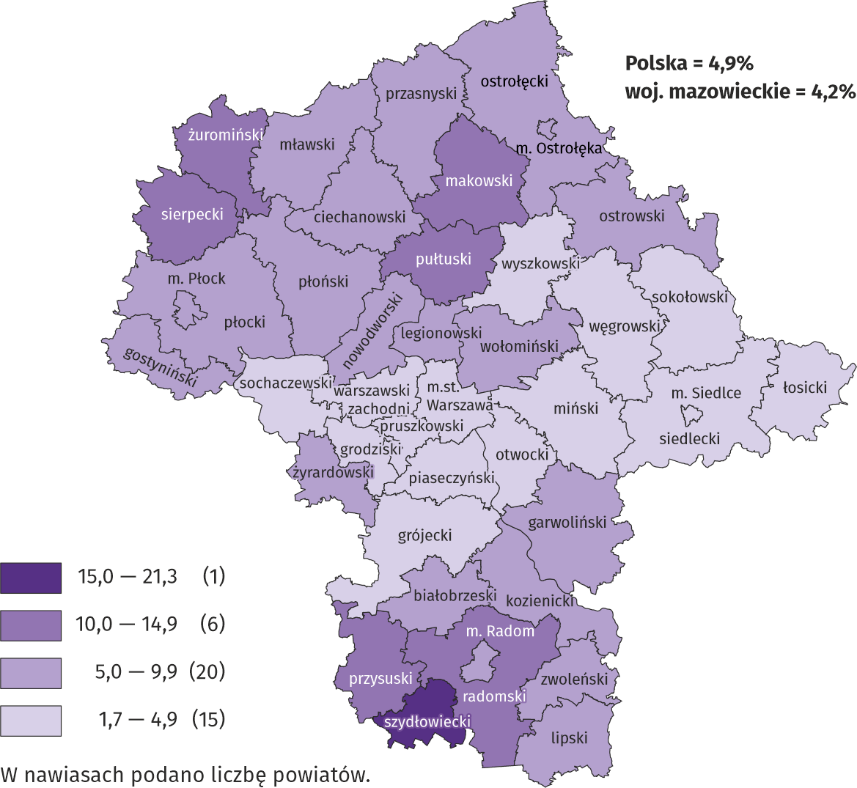 Polska = 4,9%
woj. mazowieckie = 4,2%
ostrołęcki
przasnyski
żuromiński
mławski
m. Ostrołęka
makowski
sierpecki
ciechanowski
ostrowski
pułtuski
wyszkowski
m. Płock
płoński
sokołowski
płocki
nowodworski
legionowski
węgrowski
wołomiński
gostyniński
sochaczewski
warszawski
zachodni
m.st.
Warszawa
m. Siedlce
łosicki
miński
pruszkowski
siedlecki
grodziski
otwocki
żyrardowski
piaseczyński
garwoliński
grójecki
białobrzeski
kozienicki
m. Radom
przysuski
zwoleński
radomski
szydłowiecki
lipski
15,0 — 21,3 (1)
10,0 — 14,9 (6)
5,0 — 9,9 (20)
1,7 — 4,9 (15)
W nawiasach podano liczbę powiatów.